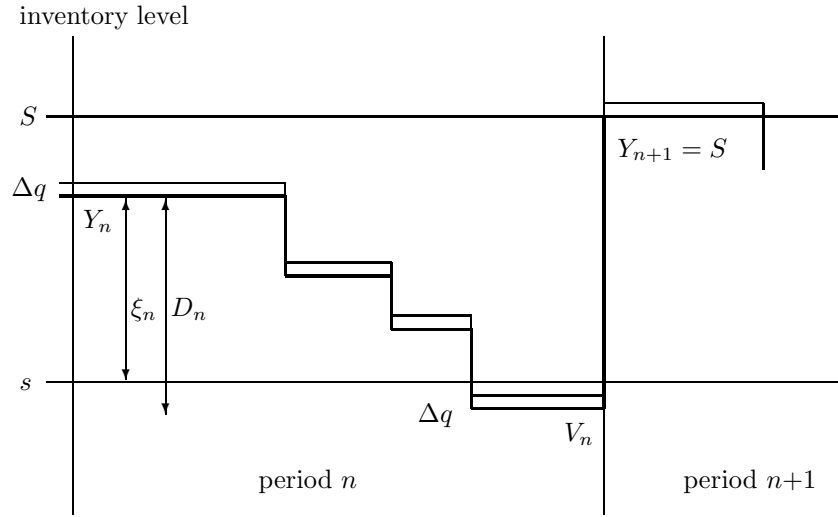 inventory level
S
Y_{n+1} = S
Δq
Y_n
ξ_n D_n
s
Δq
V_n
period n
period n+1